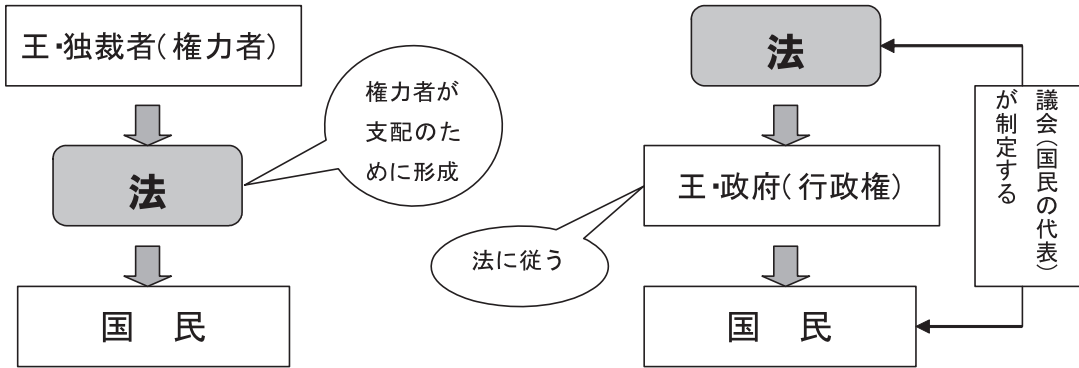 王・独裁者(権力者)
法
国　民
権力者が
支配のた
めに形成
法
王・政府(行政権)
国　民
法に従う
議会(国民の代表)
が制定する